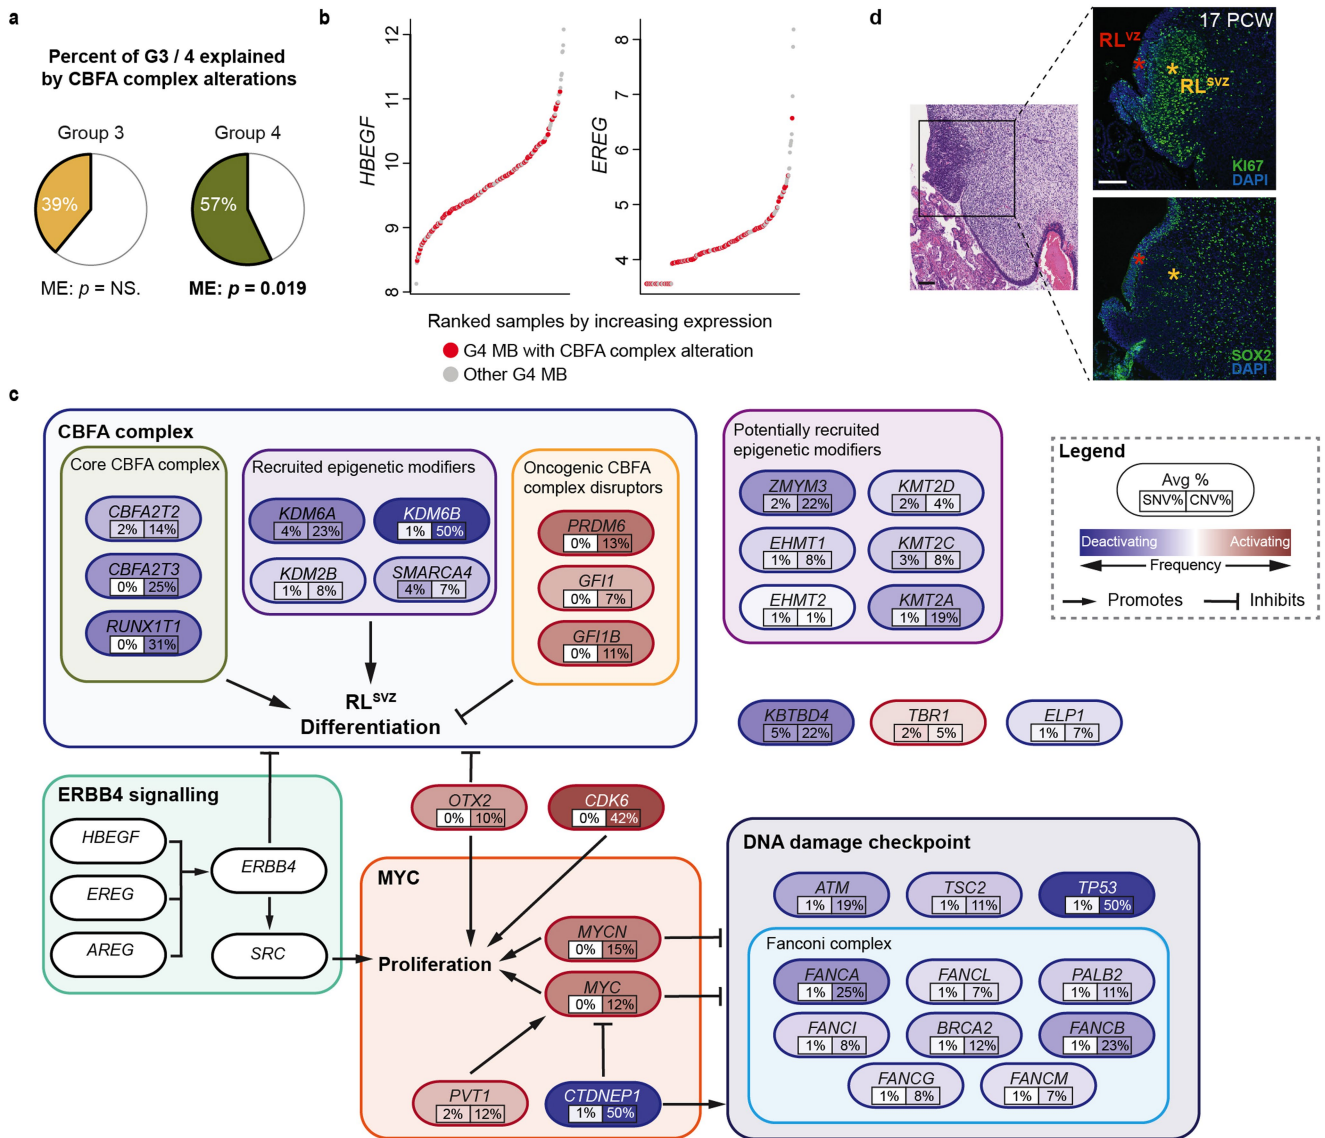 a
Percent of G3 / 4 explained
by CBFA complex alterations
Group 3
Group 4
39%
57%
ME: p = NS.
ME: p = 0.019
b
HBEGF
12
11
10
9
8
EREG
8
7
6
5
4
Ranked samples by increasing expression
G4 MB with CBFA complex alteration
Other G4 MB
d
17 PCW
RLVZ
*
*
RLSVZ
KI67
DAPI
*
*
SOX2
DAPI
c
CBFA complex
Core CBFA complex
CBFA2T2
2% 14%
CBFA2T3
0% 25%
RUNX1T1
0% 31%
Recruited epigenetic modifiers
KDM6A
4% 23%
KDM6B
1% 50%
KDM2B
1% 8%
SMARCA4
4% 7%
Oncogenic CBFA
complex disruptors
PRDM6
0% 13%
GFI1
0% 7%
GFI1B
0% 11%
RLSVZ
Differentiation
Potentially recruited
epigenetic modifiers
ZMYM3
2% 22%
KMT2D
2% 4%
EHMT1
1% 8%
KMT2C
3% 8%
EHMT2
1% 1%
KMT2A
1% 19%
Legend
Avg %
SNV% CNV%
Deactivating
Activating
Frequency
Promotes
Inhibits
KBTBD4
5% 22%
TBR1
2% 5%
ELP1
1% 7%
ERBB4 signalling
HBEGF
EREG
AREG
ERBB4
SRC
OTX2
0% 10%
CDK6
0% 42%
MYC
Proliferation
MYCN
0% 15%
MYC
0% 12%
PVT1
2% 12%
CTDNEP1
1% 50%
DNA damage checkpoint
ATM
1% 19%
TSC2
1% 11%
TP53
1% 50%
Fanconi complex
FANCA
1% 25%
FANCL
1% 7%
PALB2
1% 11%
FANCI
1% 8%
BRCA2
1% 12%
FANCB
1% 23%
FANCG
1% 8%
FANCM
1% 7%